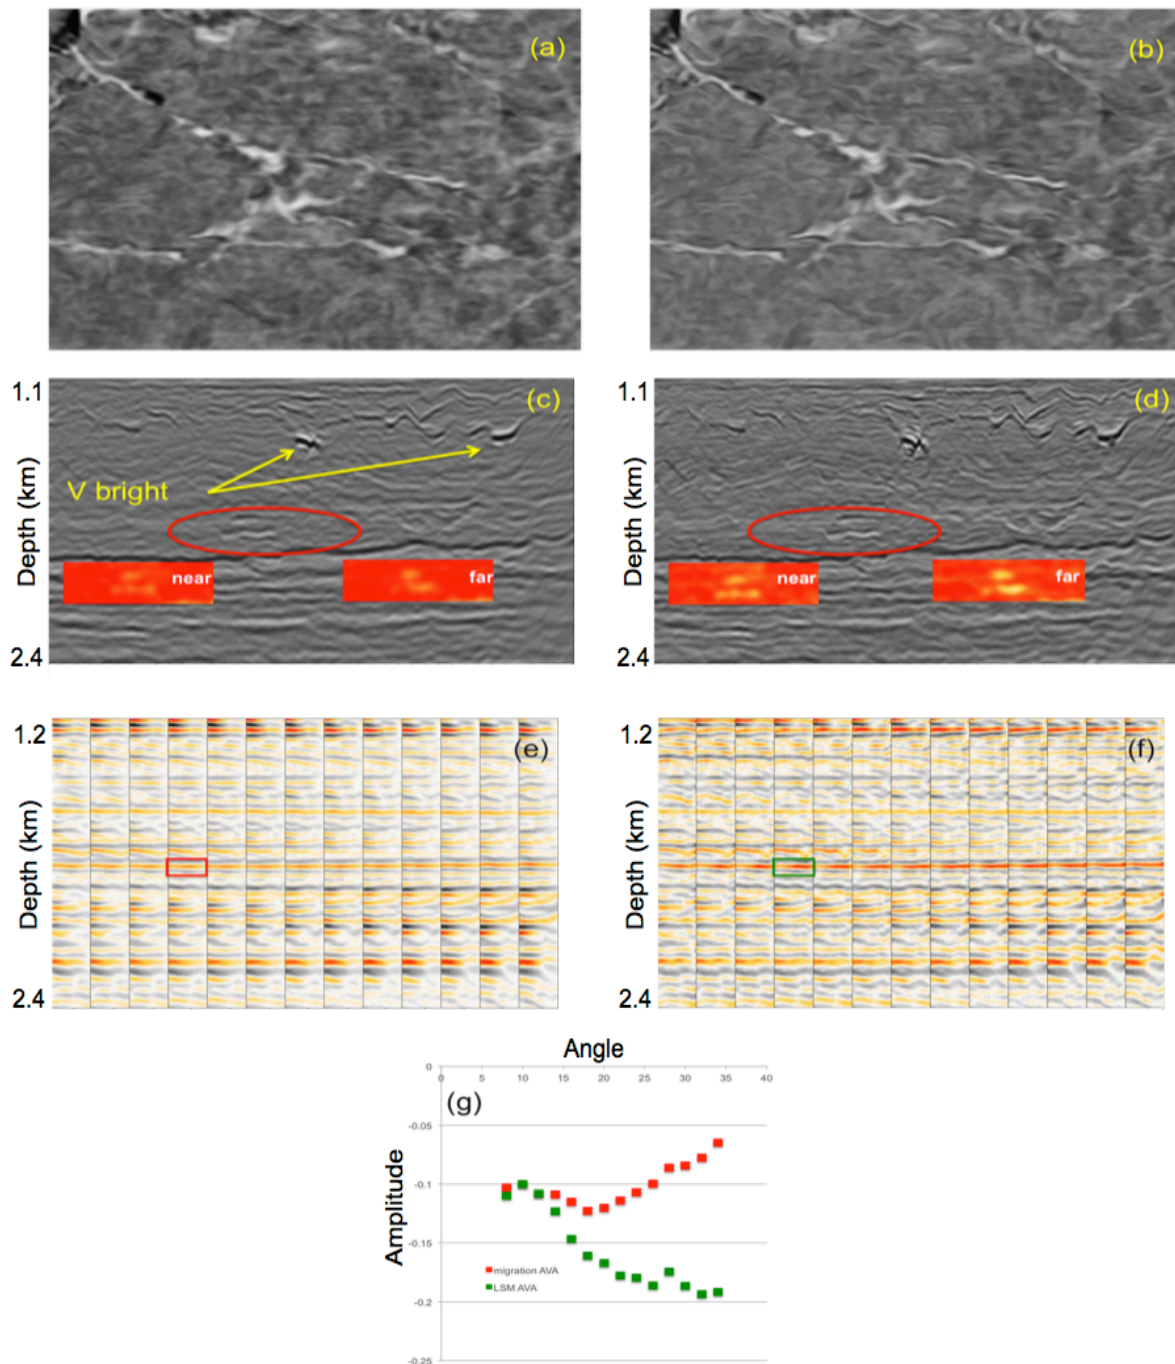 (a)
(b)
1.1
(c)
(d)
V bright
Depth (km)
Depth (km)
near
far
near
far
2.4
2.4
1.2
(e)
1.2
(f)
Depth (km)
Depth (km)
2.4
2.4
Angle
0
0 5 10 15 20 25 30 35 40
(g)
-0.05
-0.1
Amplitude
-0.15
migration AVA
LSM AVA
-0.2
-0.25